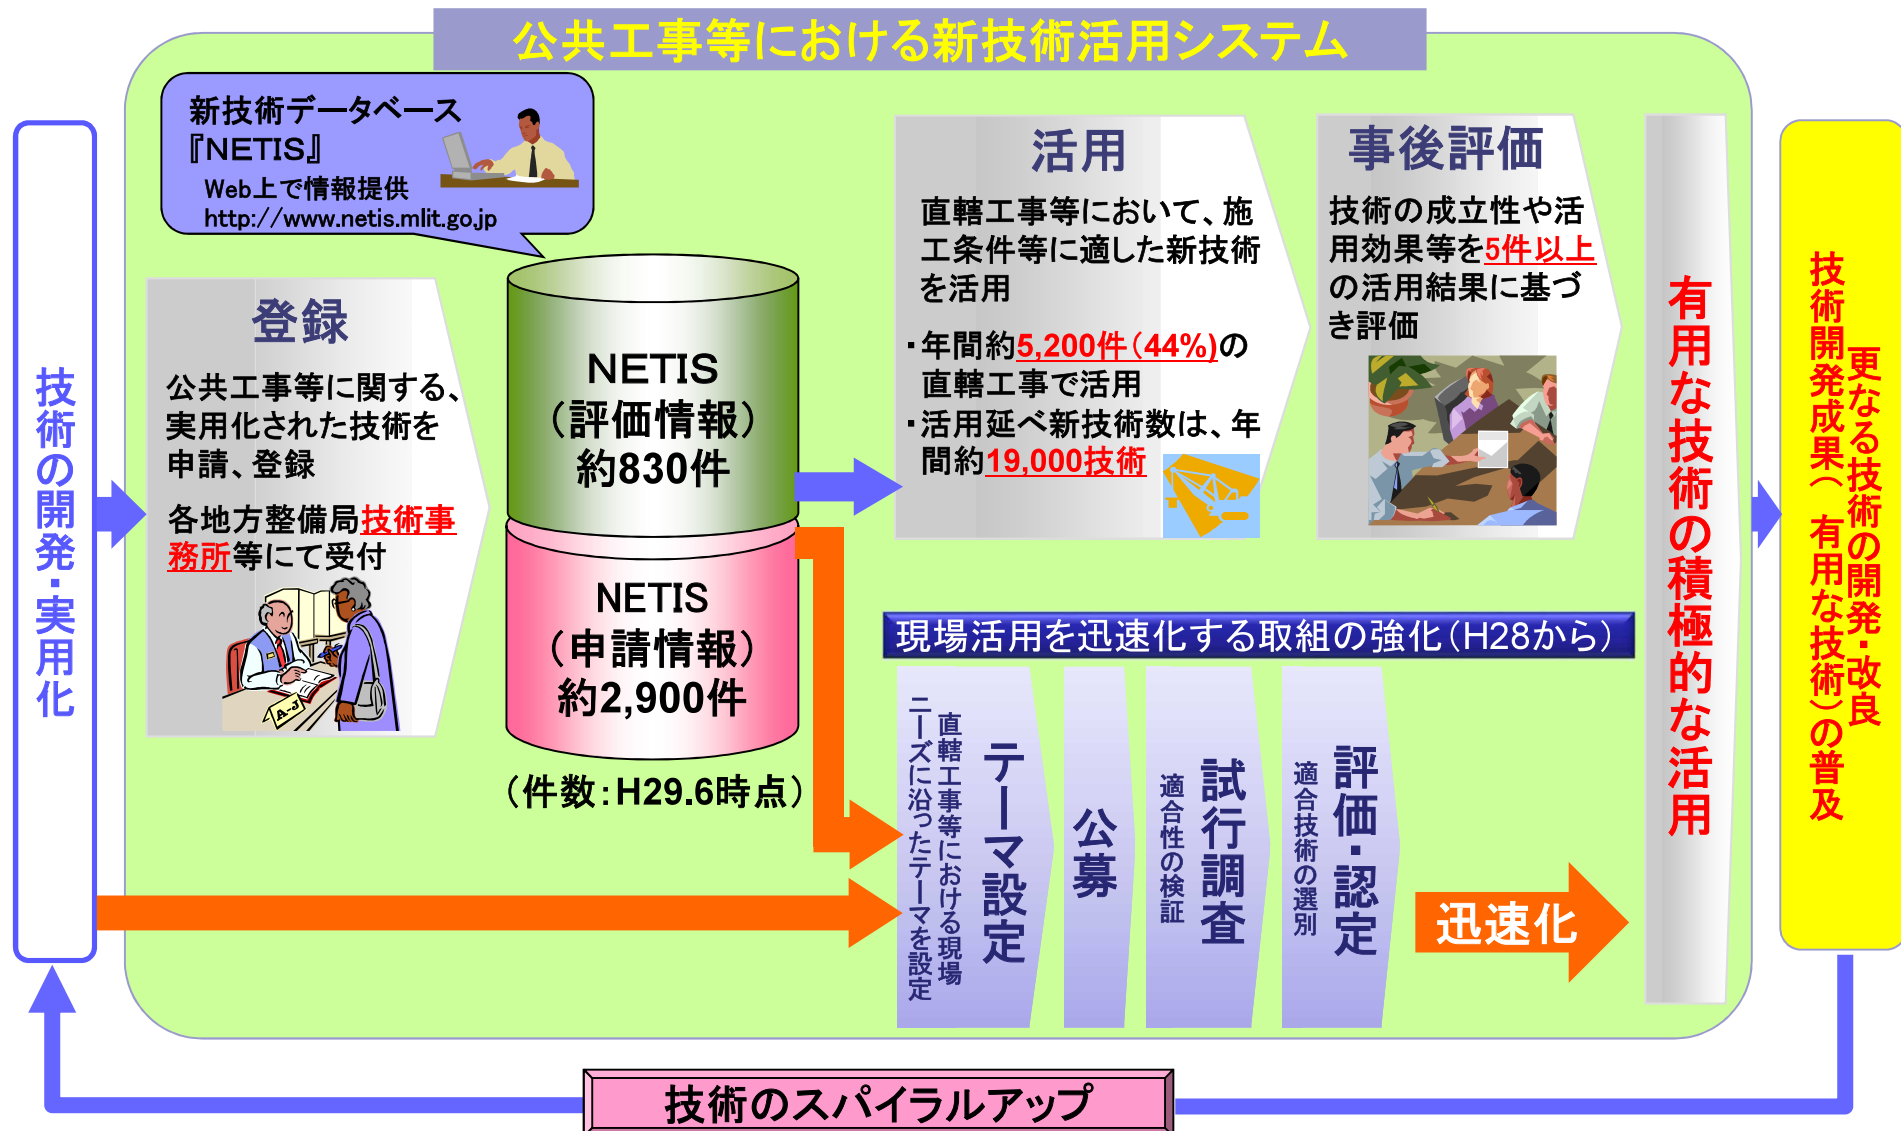 公共工事等における新技術活用システム
新技術データベース
『NETIS』
Web上で情報提供
http://www.netis.mlit.go.jp
技術の開発・実用化
登録
公共工事等に関する、
実用化された技術を
申請、登録
各地方整備局技術事
務所等にて受付
A-J
NETIS
（評価情報）
約830件
NETIS
（申請情報）
約2,900件
（件数：H29.6時点）
活用
直轄工事等において、施
工条件等に適した新技術
を活用
・年間約5,200件（44%)の
直轄工事で活用
・活用延べ新技術数は、年
間約19,000技術
事後評価
技術の成立性や活
用効果等を5件以上
の活用結果に基づ
き評価
現場活用を迅速化する取組の強化（H28から）
テーマ設定
直轄工事等における現場
ニーズに沿ったテーマを設定
公募
試行調査
適合性の検証
評価・認定
適合技術の選別
迅速化
有用な技術の積極的な活用
更なる技術の開発・改良
技術開発成果（有用な技術）の普及
技術のスパイラルアップ